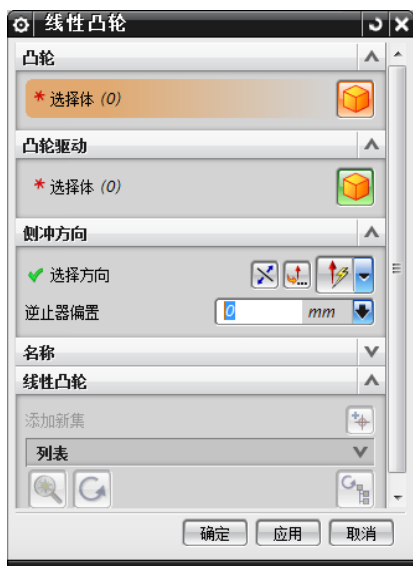 线性凸轮
凸轮
* 选择体 (0)
凸轮驱动
* 选择体 (0)
侧冲方向
选择方向
逆止器偏置 0 mm
名称
线性凸轮
添加新集
列表
确定 应用 取消